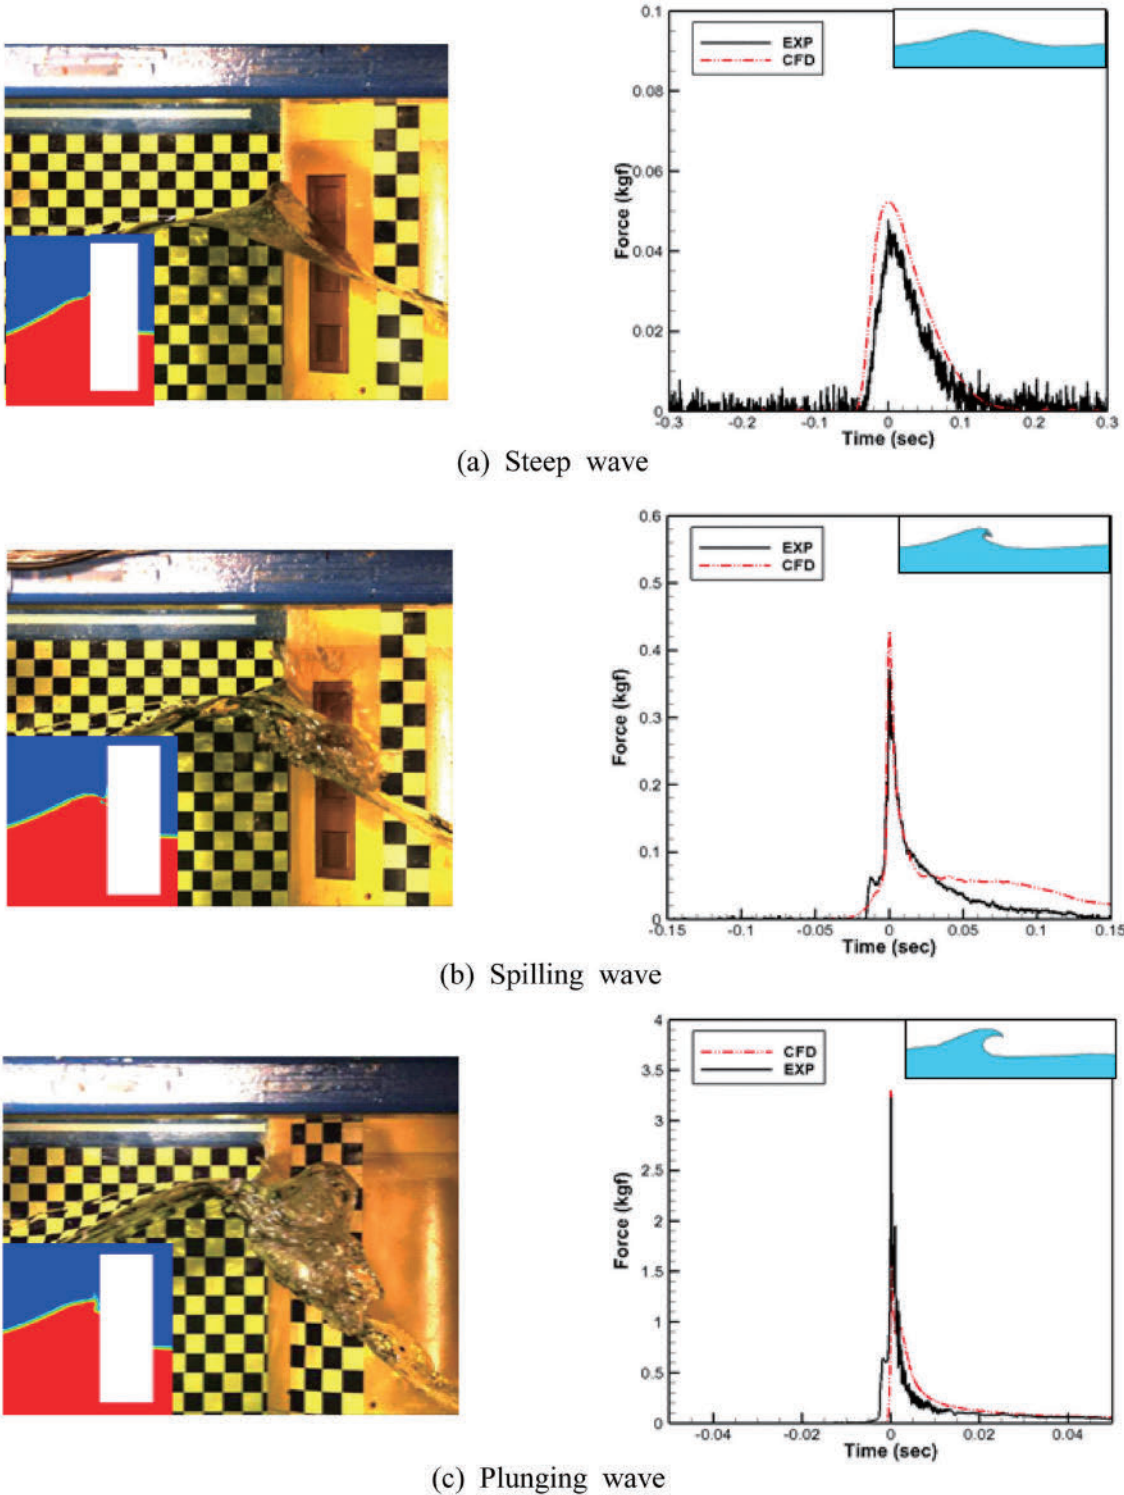 0.1
EXP
CFD
0.08
0.06
Force (kgf)
0.04
0.02
0
-0.3 -0.2 -0.1 0 0.1 0.2 0.3
Time (sec)
(a) Steep wave
0.6
EXP
CFD
0.5
0.4
Force (kgf)
0.3
0.2
0.1
0
-0.15 -0.1 -0.05 0 0.05 0.1 0.15
Time (sec)
(b) Spilling wave
4
CFD
EXP
3.5
3
2.5
Force (kgf)
2
1.5
1
0.5
0
-0.04 -0.02 0 0.02 0.04
Time (sec)
(c) Plunging wave